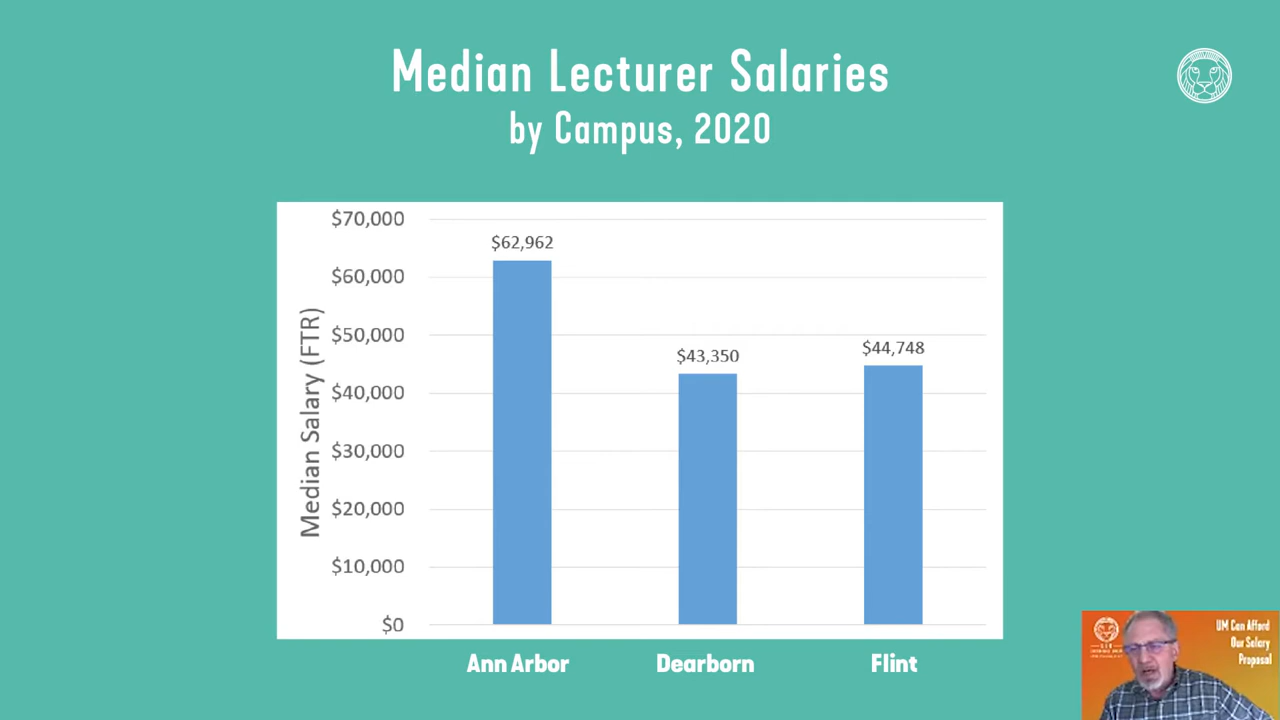 Median Lecturer Salaries
by Campus, 2020
Median Salary (FTR)
$70,000
$60,000
$50,000
$40,000
$30,000
$20,000
$10,000
$0
$62,962
$43,350
$44,748
Ann Arbor
Dearborn
Flint
UM Can Afford
Our Salary
Proposal